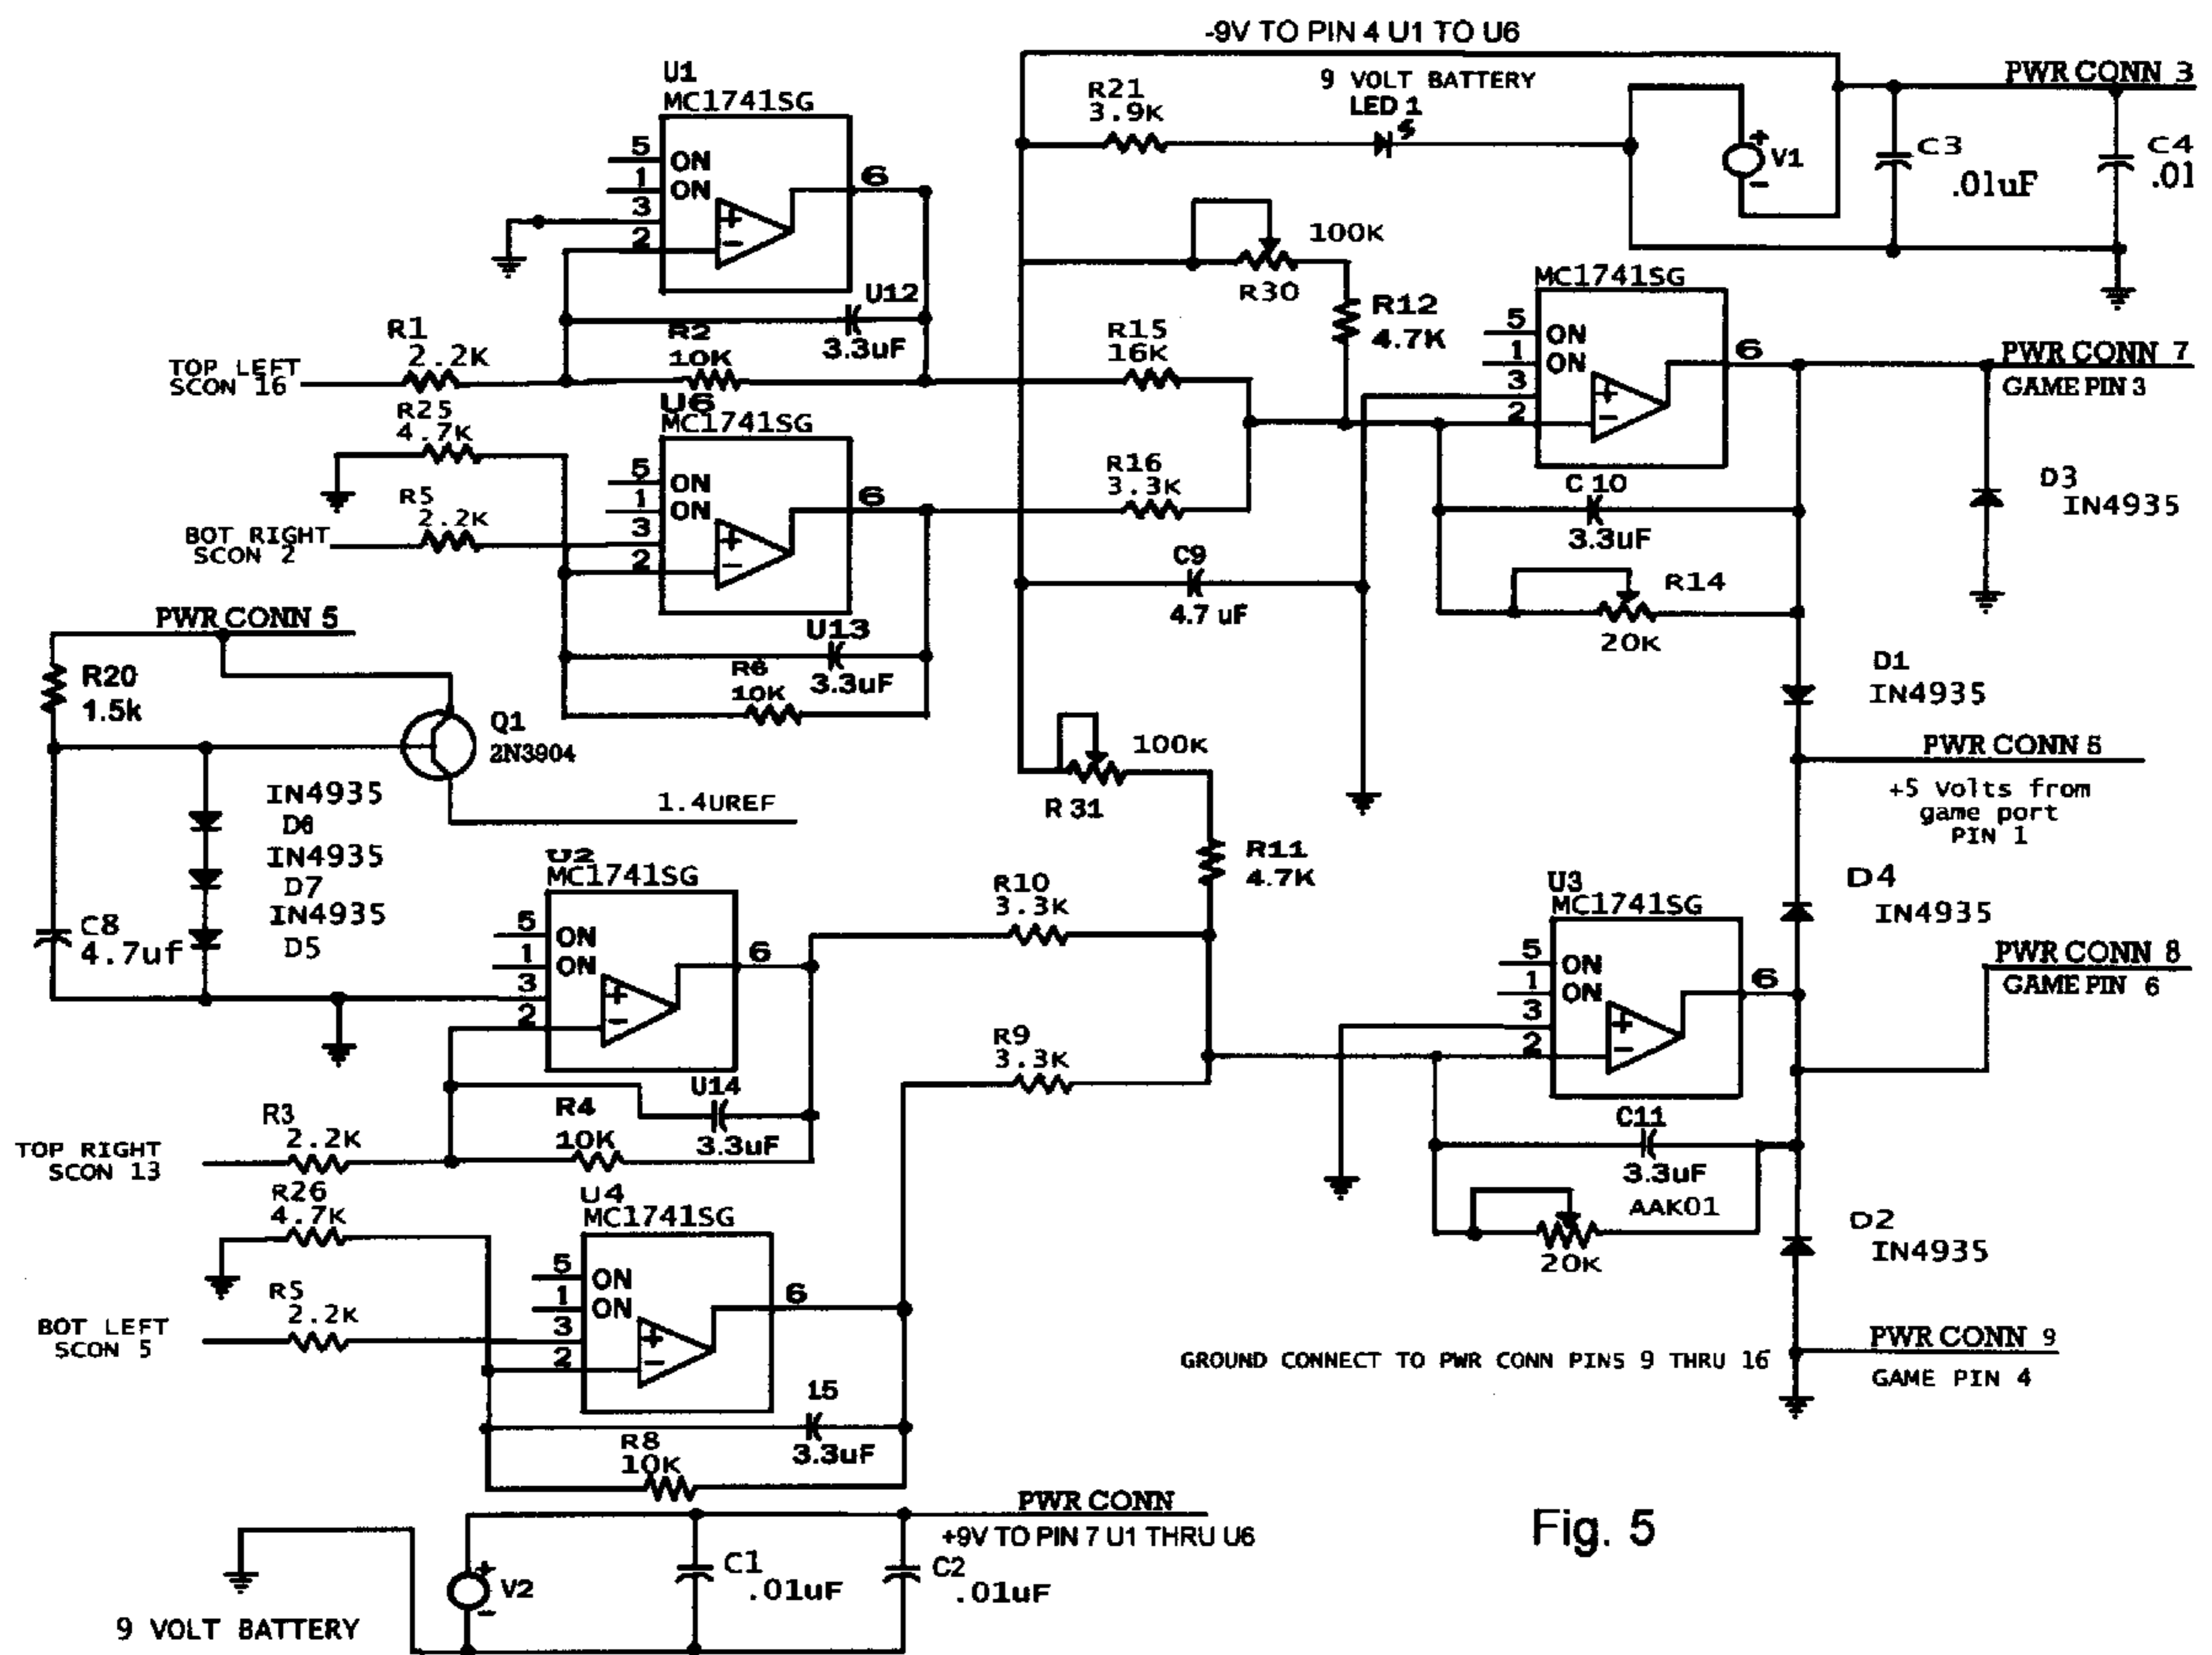 -9V TO PIN 4 U1 TO U6
U1
MC1741SG
5
ON
1
ON
3
2
+
-
6
U12
3.3uF
R1
2.2K
R2
10K
TOP LEFT
SCON 16
R21
3.9K
9 VOLT BATTERY
LED 1
+
V1
-
PWR CONN 3
C3
.01uF
C4
.01
100K
R30
R12
4.7K
R15
16K
R16
3.3K
C9
4.7 uF
MC1741SG
5
ON
1
ON
3
2
+
-
6
PWR CONN 7
GAME PIN 3
C 10
3.3uF
R14
20K
D3
IN4935
R25
4.7K
R5
2.2K
BOT RIGHT
SCON 2
U6
MC1741SG
5
ON
1
ON
3
2
+
-
6
U13
3.3uF
R6
10K
PWR CONN 5
R20
1.5k
Q1
2N3904
1.4UREF
IN4935
D6
IN4935
D7
IN4935
D5
C8
4.7uf
100K
R 31
R11
4.7K
D1
IN4935
PWR CONN 5
+5 Volts from
game port
PIN 1
U2
MC1741SG
5
ON
1
ON
3
2
+
-
6
U14
3.3uF
R4
10K
R3
2.2K
TOP RIGHT
SCON 13
R10
3.3K
R9
3.3K
U3
MC1741SG
5
ON
1
ON
3
2
+
-
6
D4
IN4935
PWR CONN 8
GAME PIN 6
C11
3.3uF
AAK01
20K
D2
IN4935
R26
4.7K
R5
2.2K
BOT LEFT
SCON 5
U4
MC1741SG
5
ON
1
ON
3
2
+
-
6
15
3.3uF
R8
10K
GROUND CONNECT TO PWR CONN PINS 9 THRU 16
PWR CONN 9
GAME PIN 4
PWR CONN
+9V TO PIN 7 U1 THRU U6
+
V2
-
C1
.01uF
C2
.01uF
9 VOLT BATTERY
Fig. 5